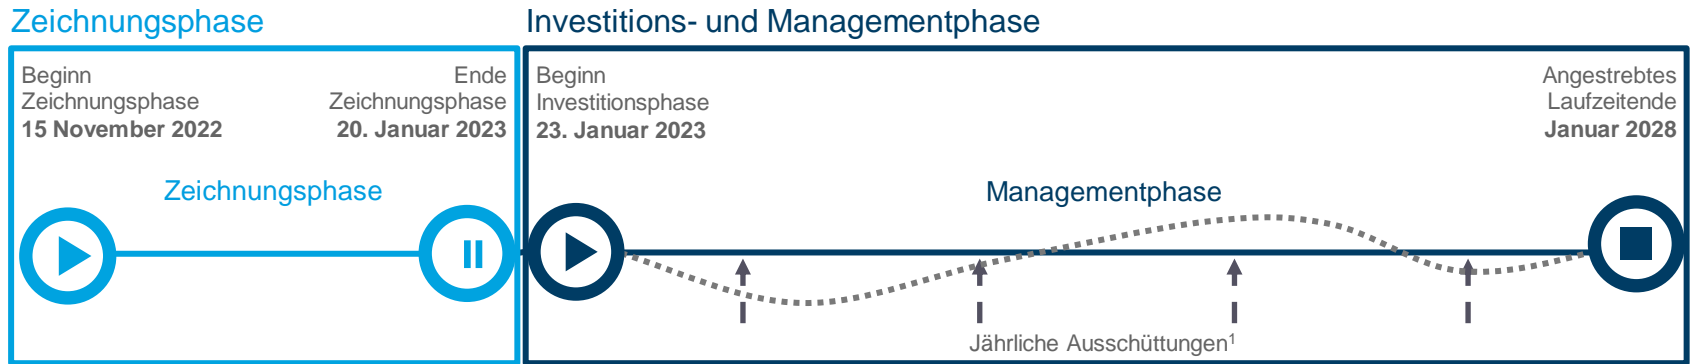 Zeichnungsphase
Investitions- und Managementphase
Beginn
Zeichnungsphase
15 November 2022
Ende
Zeichnungsphase
20. Januar 2023
Beginn
Investitionsphase
23. Januar 2023
Angestrebtes
Laufzeitende
Januar 2028
Zeichnungsphase
Managementphase
Jährliche Ausschüttungen¹